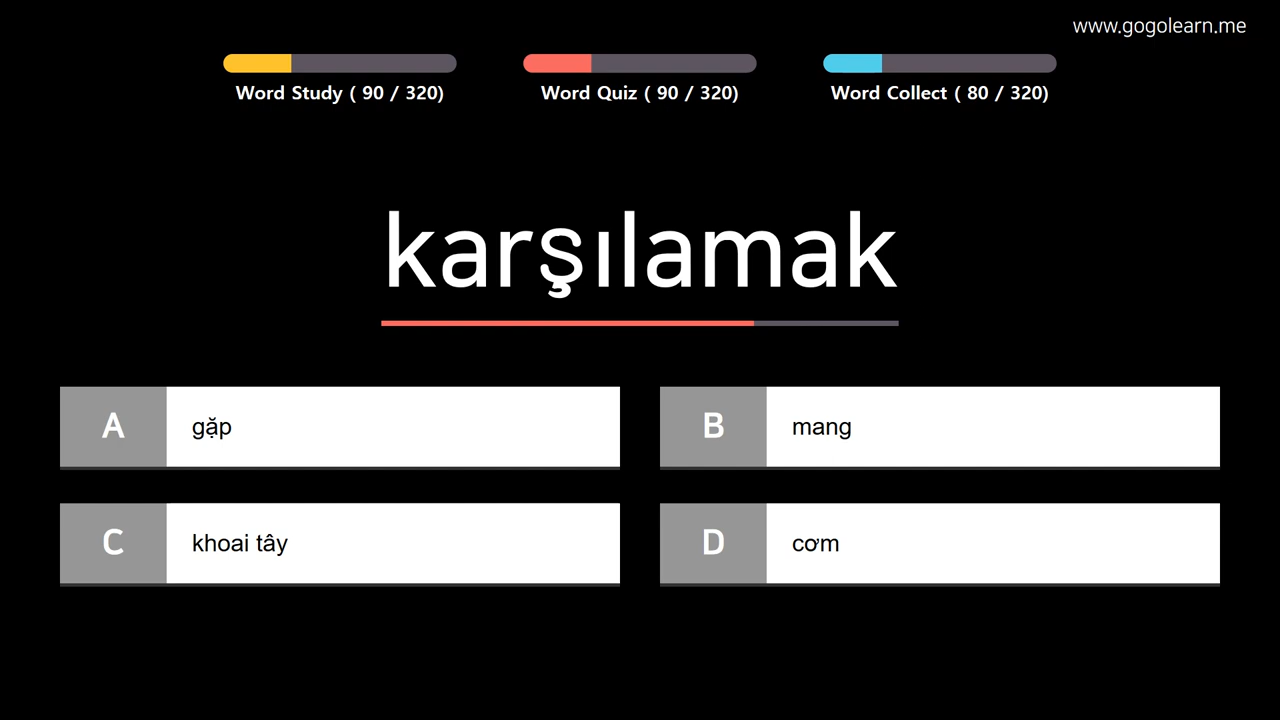 www.gogolearn.me
Word Study ( 90 / 320)
Word Quiz ( 90 / 320)
Word Collect ( 80 / 320)
karşılamak
A gặp
B mang
C khoai tây
D cơm